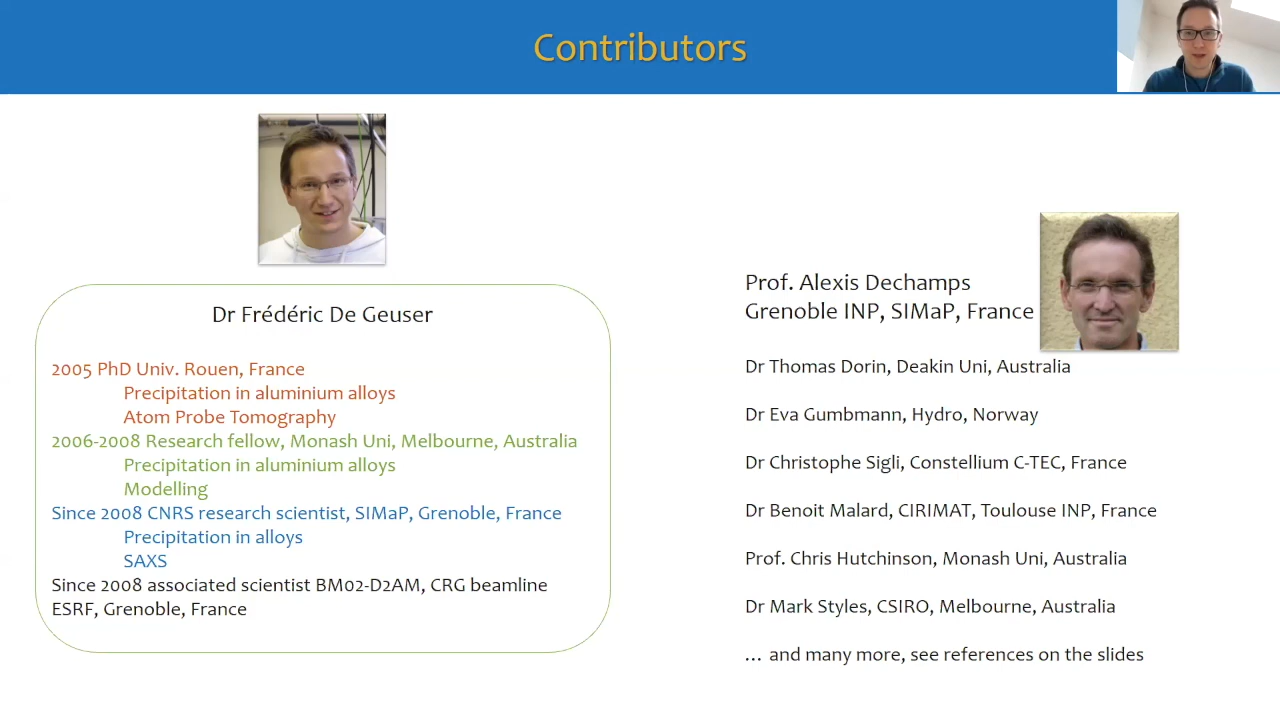 Contributors
Dr Frédéric De Geuser
2005 PhD Univ. Rouen, France
Precipitation in aluminium alloys
Atom Probe Tomography
2006-2008 Research fellow, Monash Uni, Melbourne, Australia
Precipitation in aluminium alloys
Modelling
Since 2008 CNRS research scientist, SIMaP, Grenoble, France
Precipitation in alloys
SAXS
Since 2008 associated scientist BM02-D2AM, CRG beamline
ESRF, Grenoble, France
Prof. Alexis Dechamps
Grenoble INP, SIMaP, France
Dr Thomas Dorin, Deakin Uni, Australia
Dr Eva Gumbmann, Hydro, Norway
Dr Christophe Sigli, Constellium C-TEC, France
Dr Benoit Malard, CIRIMAT, Toulouse INP, France
Prof. Chris Hutchinson, Monash Uni, Australia
Dr Mark Styles, CSIRO, Melbourne, Australia
… and many more, see references on the slides